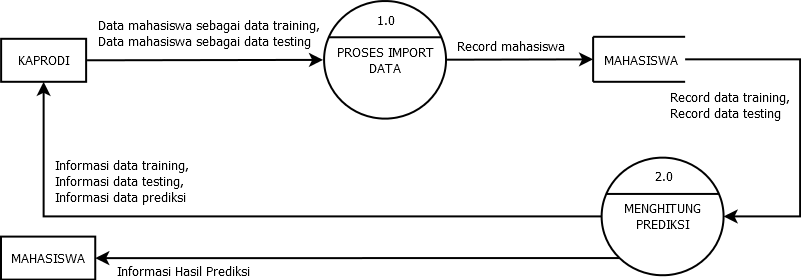 Data mahasiswa sebagai data training,
Data mahasiswa sebagai data testing
KAPRODI
1.0
PROSES IMPORT
DATA
Record mahasiswa
MAHASISWA
Record data training,
Record data testing
Informasi data training,
Informasi data testing,
Informasi data prediksi
2.0
MENGHITUNG
PREDIKSI
MAHASISWA
Informasi Hasil Prediksi